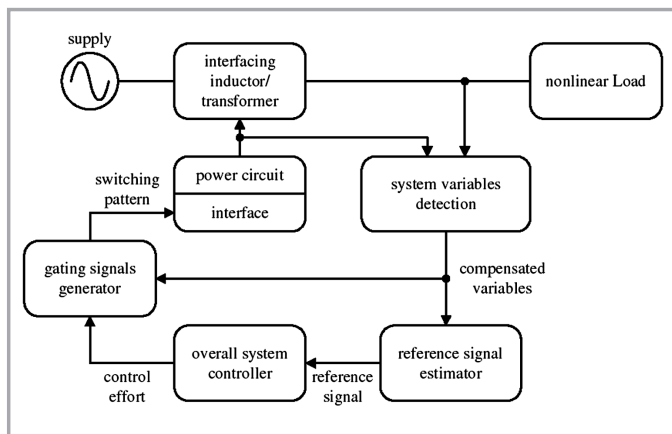 supply
interfacing
inductor/
transformer
nonlinear Load
switching
pattern
power circuit
interface
system variables
detection
gating signals
generator
compensated
variables
control
effort
overall system
controller
reference
signal
reference signal
estimator